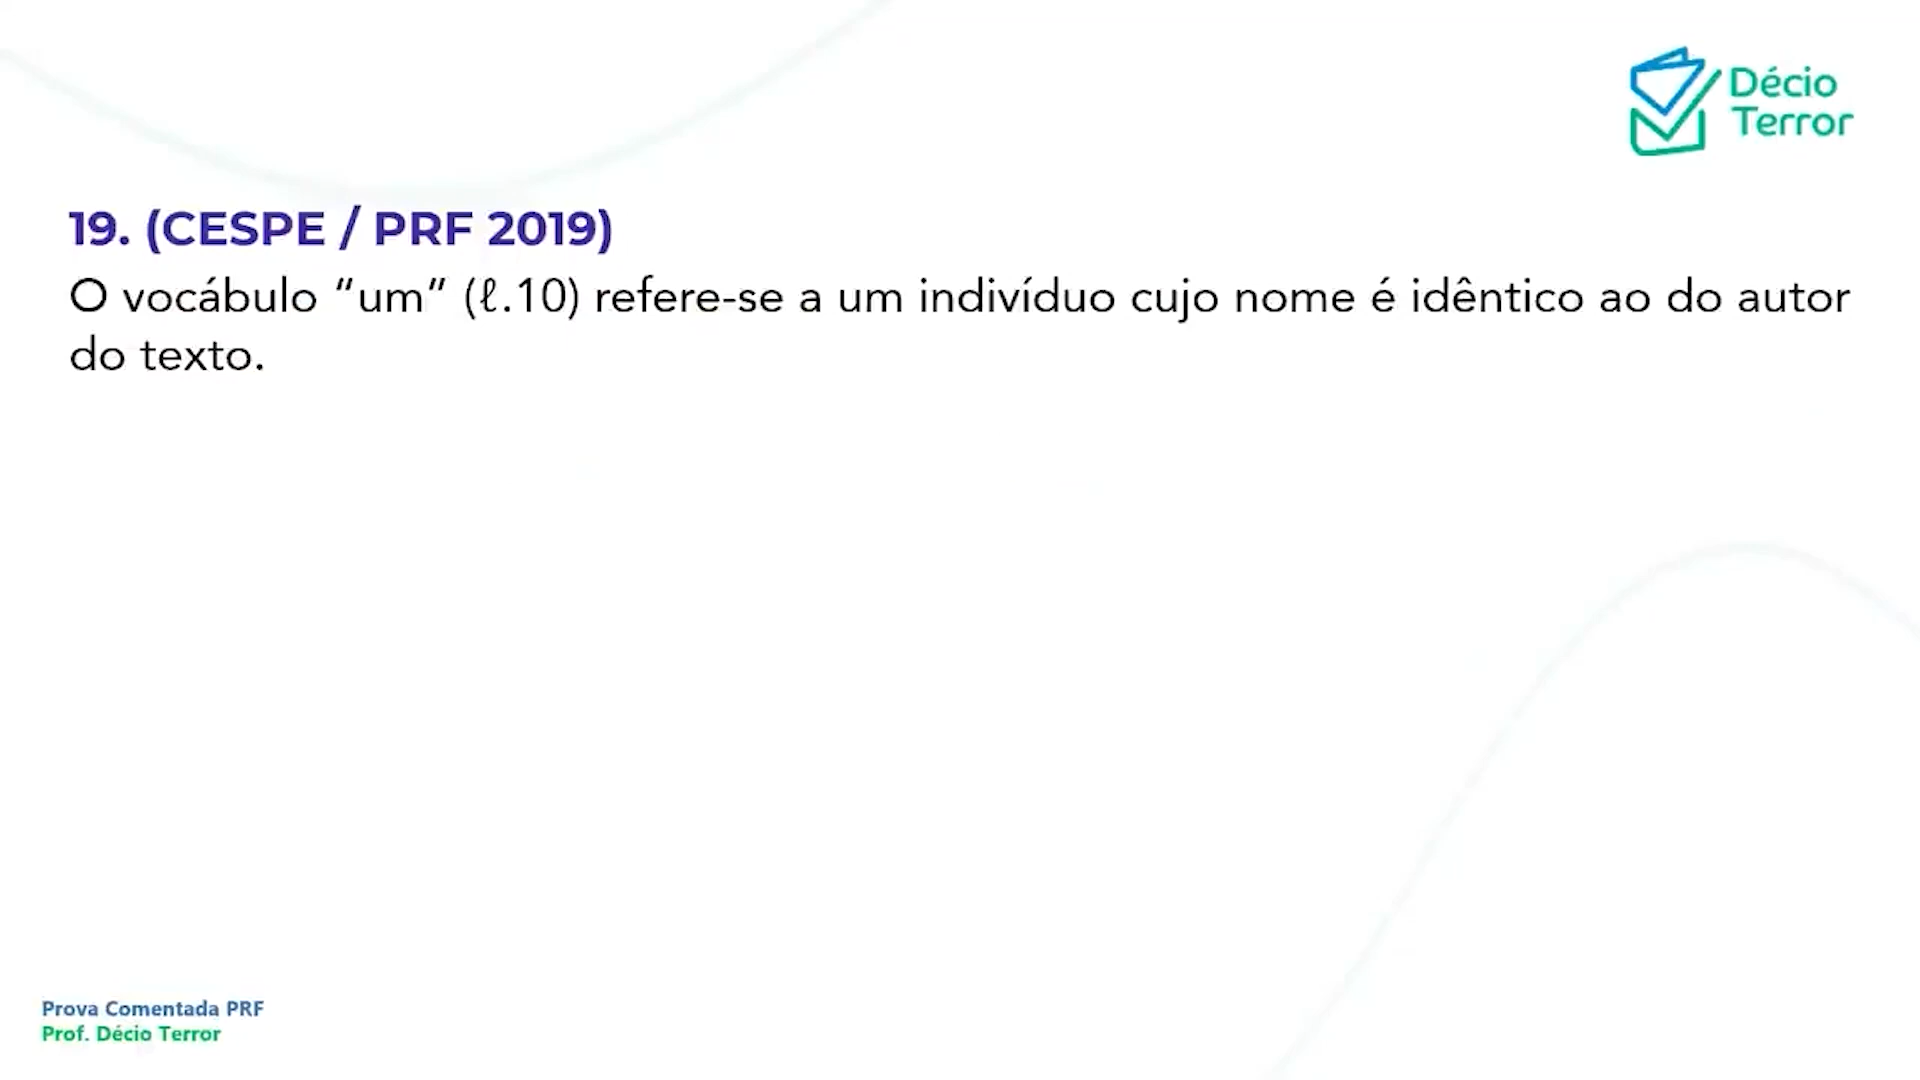 Décio
Terror
19. (CESPE / PRF 2019)
O vocábulo “um” (ℓ.10) refere-se a um indivíduo cujo nome é idêntico ao do autor
do texto.
Prova Comentada PRF
Prof. Décio Terror